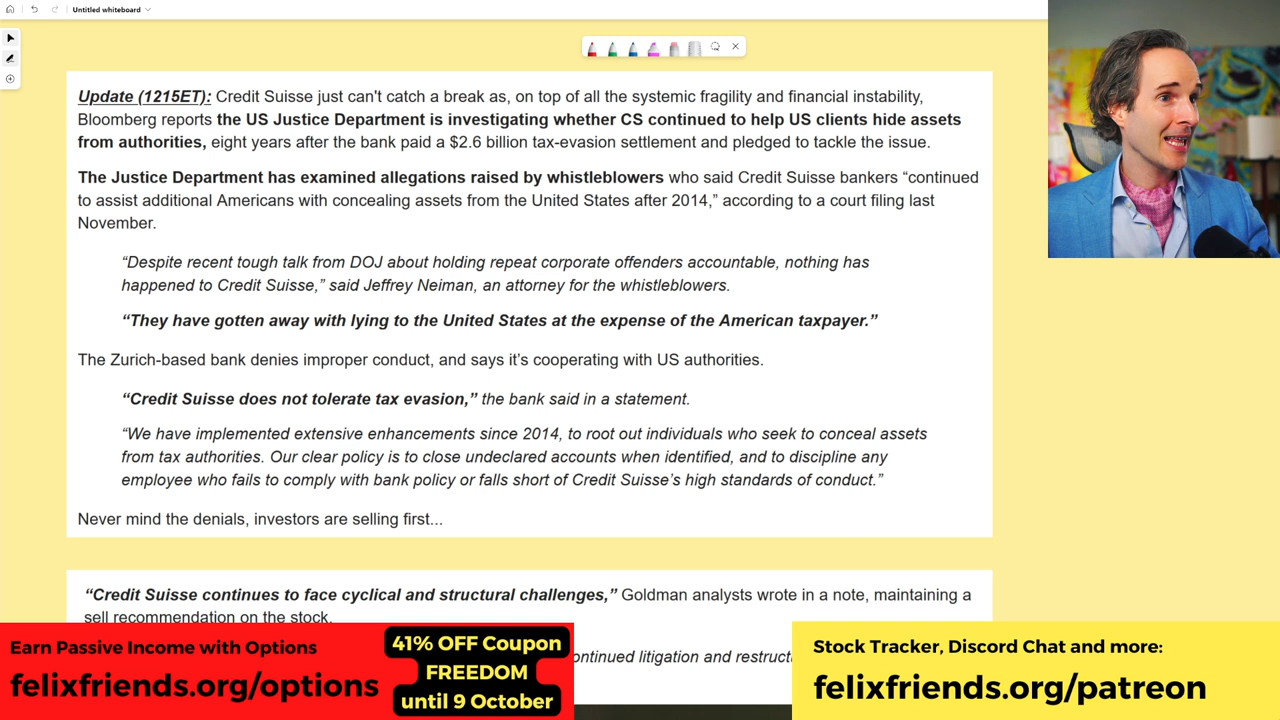 Untitled whiteboard
Update (1215ET): Credit Suisse just can't catch a break as, on top of all the systemic fragility and financial instability,
Bloomberg reports the US Justice Department is investigating whether CS continued to help US clients hide assets
from authorities, eight years after the bank paid a $2.6 billion tax-evasion settlement and pledged to tackle the issue.
The Justice Department has examined allegations raised by whistleblowers who said Credit Suisse bankers “continued
to assist additional Americans with concealing assets from the United States after 2014,” according to a court filing last
November.
“Despite recent tough talk from DOJ about holding repeat corporate offenders accountable, nothing has
happened to Credit Suisse,” said Jeffrey Neiman, an attorney for the whistleblowers.
“They have gotten away with lying to the United States at the expense of the American taxpayer.”
The Zurich-based bank denies improper conduct, and says it’s cooperating with US authorities.
“Credit Suisse does not tolerate tax evasion,” the bank said in a statement.
“We have implemented extensive enhancements since 2014, to root out individuals who seek to conceal assets
from tax authorities. Our clear policy is to close undeclared accounts when identified, and to discipline any
employee who fails to comply with bank policy or falls short of Credit Suisse’s high standards of conduct.”
Never mind the denials, investors are selling first...
“Credit Suisse continues to face cyclical and structural challenges,” Goldman analysts wrote in a note, maintaining a
sell recommendation on the stock.
continued litigation and
Earn Passive Income with Options
felixfriends.org/options
41% OFF Coupon
FREEDOM
until 9 October
Stock Tracker, Discord Chat and more:
felixfriends.org/patreon